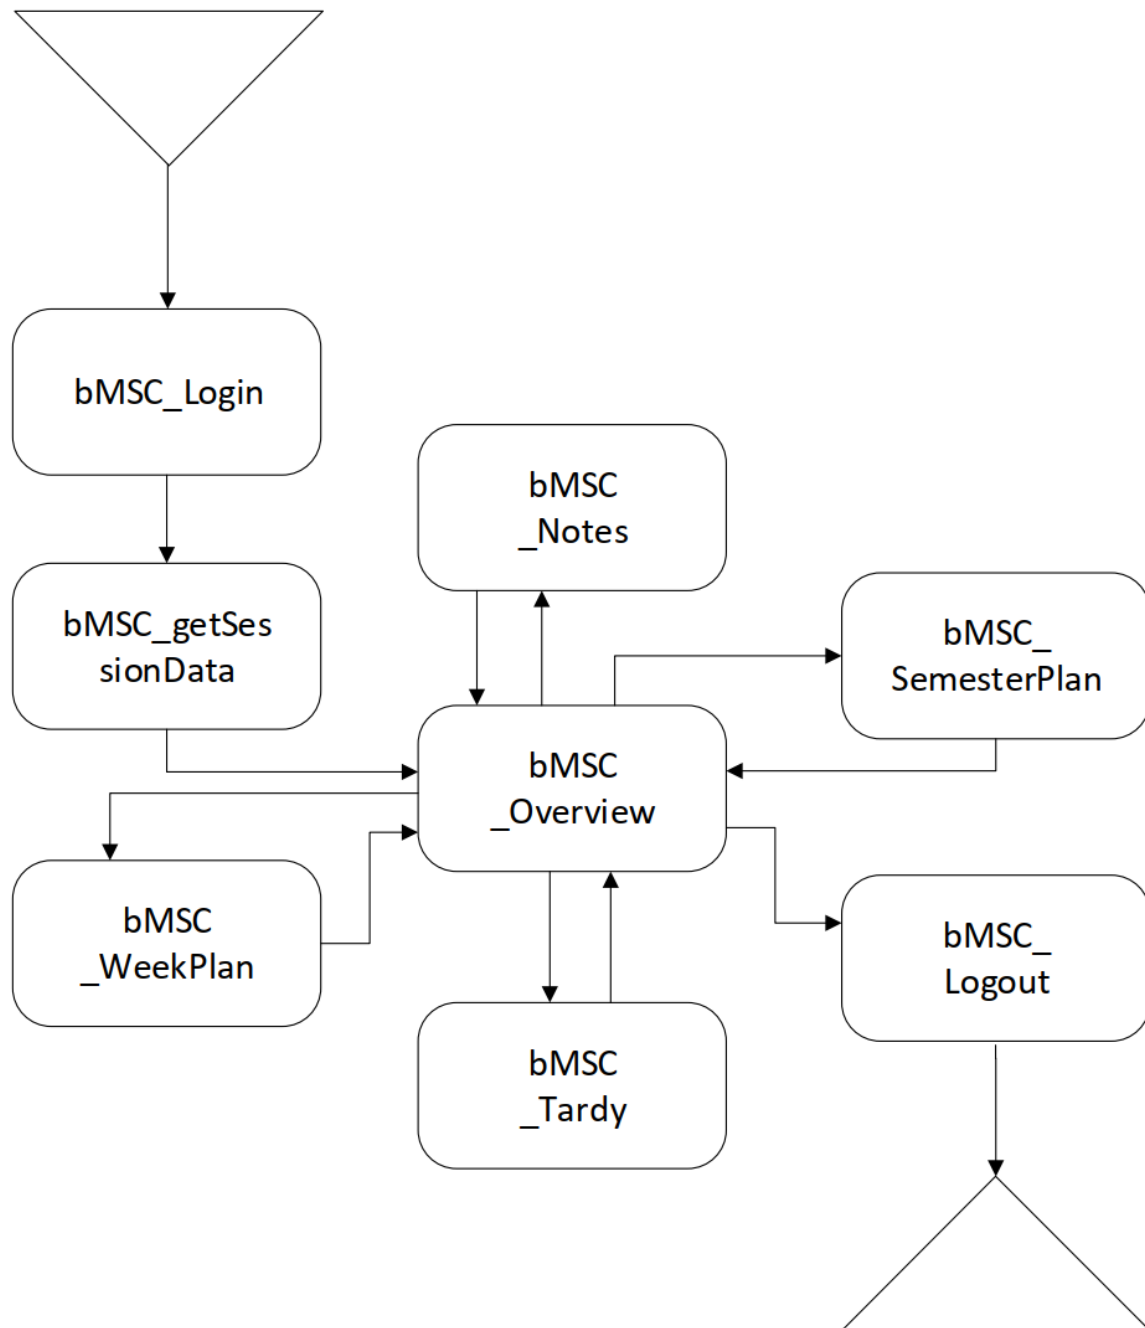 bMSC_Login
bMSC
_Notes
bMSC_getSes
sionData
bMSC_
SemesterPlan
bMSC
_Overview
bMSC
_WeekPlan
bMSC_
Logout
bMSC
_Tardy